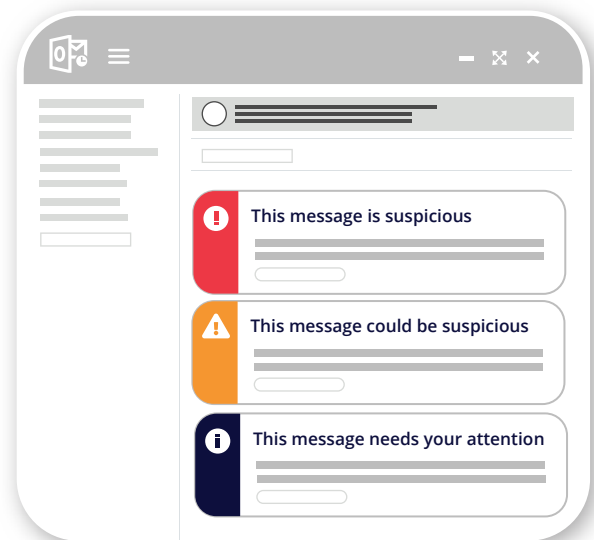 This message is suspicious
This message could be suspicious
This message needs your attention